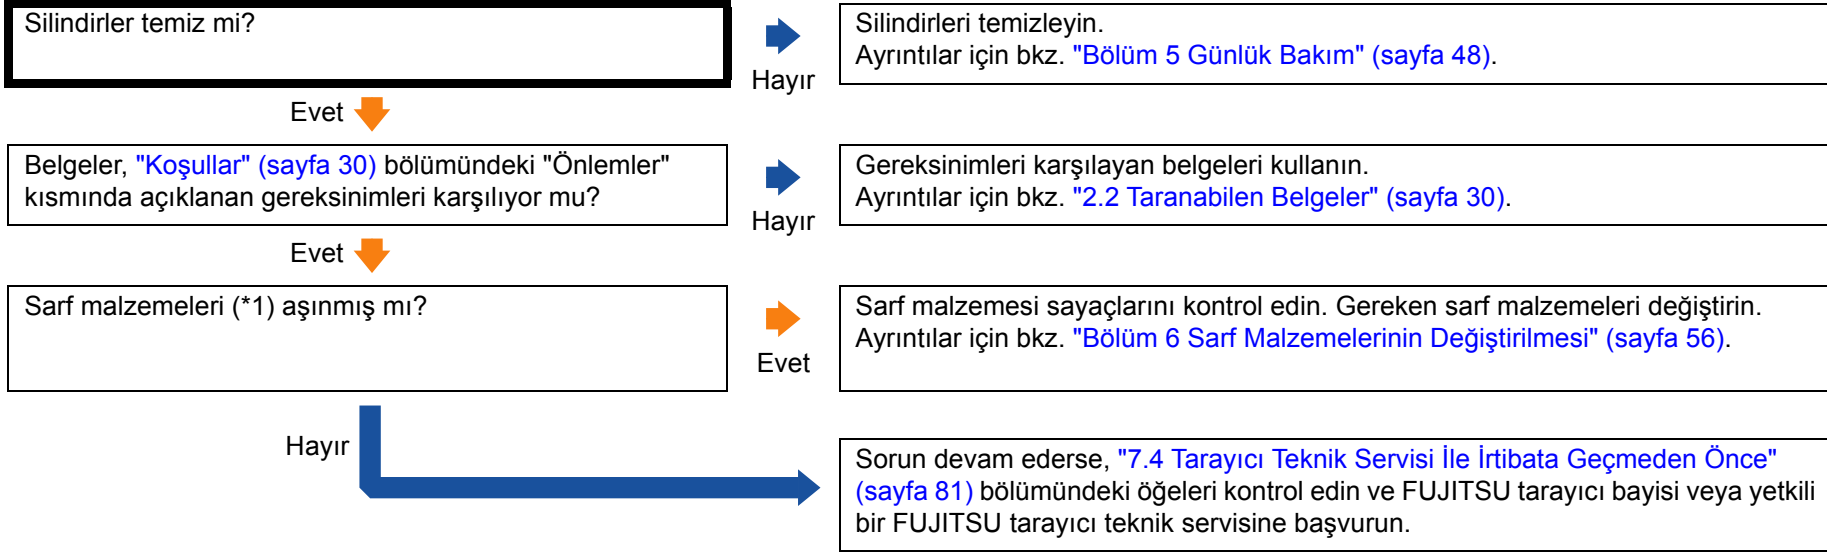 Silindirler temiz mi?
Hayır
Silindirleri temizleyin.
Ayrıntılar için bkz. "Bölüm 5 Günlük Bakım" (sayfa 48).
Evet
Belgeler, "Koşullar" (sayfa 30) bölümündeki "Önlemler"
kısmında açıklanan gereksinimleri karşılıyor mu?
Hayır
Gereksinimleri karşılayan belgeleri kullanın.
Ayrıntılar için bkz. "2.2 Taranabilen Belgeler" (sayfa 30).
Evet
Sarf malzemeleri (*1) aşınmış mı?
Evet
Sarf malzemesi sayaçlarını kontrol edin. Gereken sarf malzemeleri değiştirin.
Ayrıntılar için bkz. "Bölüm 6 Sarf Malzemelerinin Değiştirilmesi" (sayfa 56).
Hayır
Sorun devam ederse, "7.4 Tarayıcı Teknik Servisi İle İrtibata Geçmeden Önce"
(sayfa 81) bölümündeki öğeleri kontrol edin ve FUJITSU tarayıcı bayisi veya yetkili
bir FUJITSU tarayıcı teknik servisine başvurun.